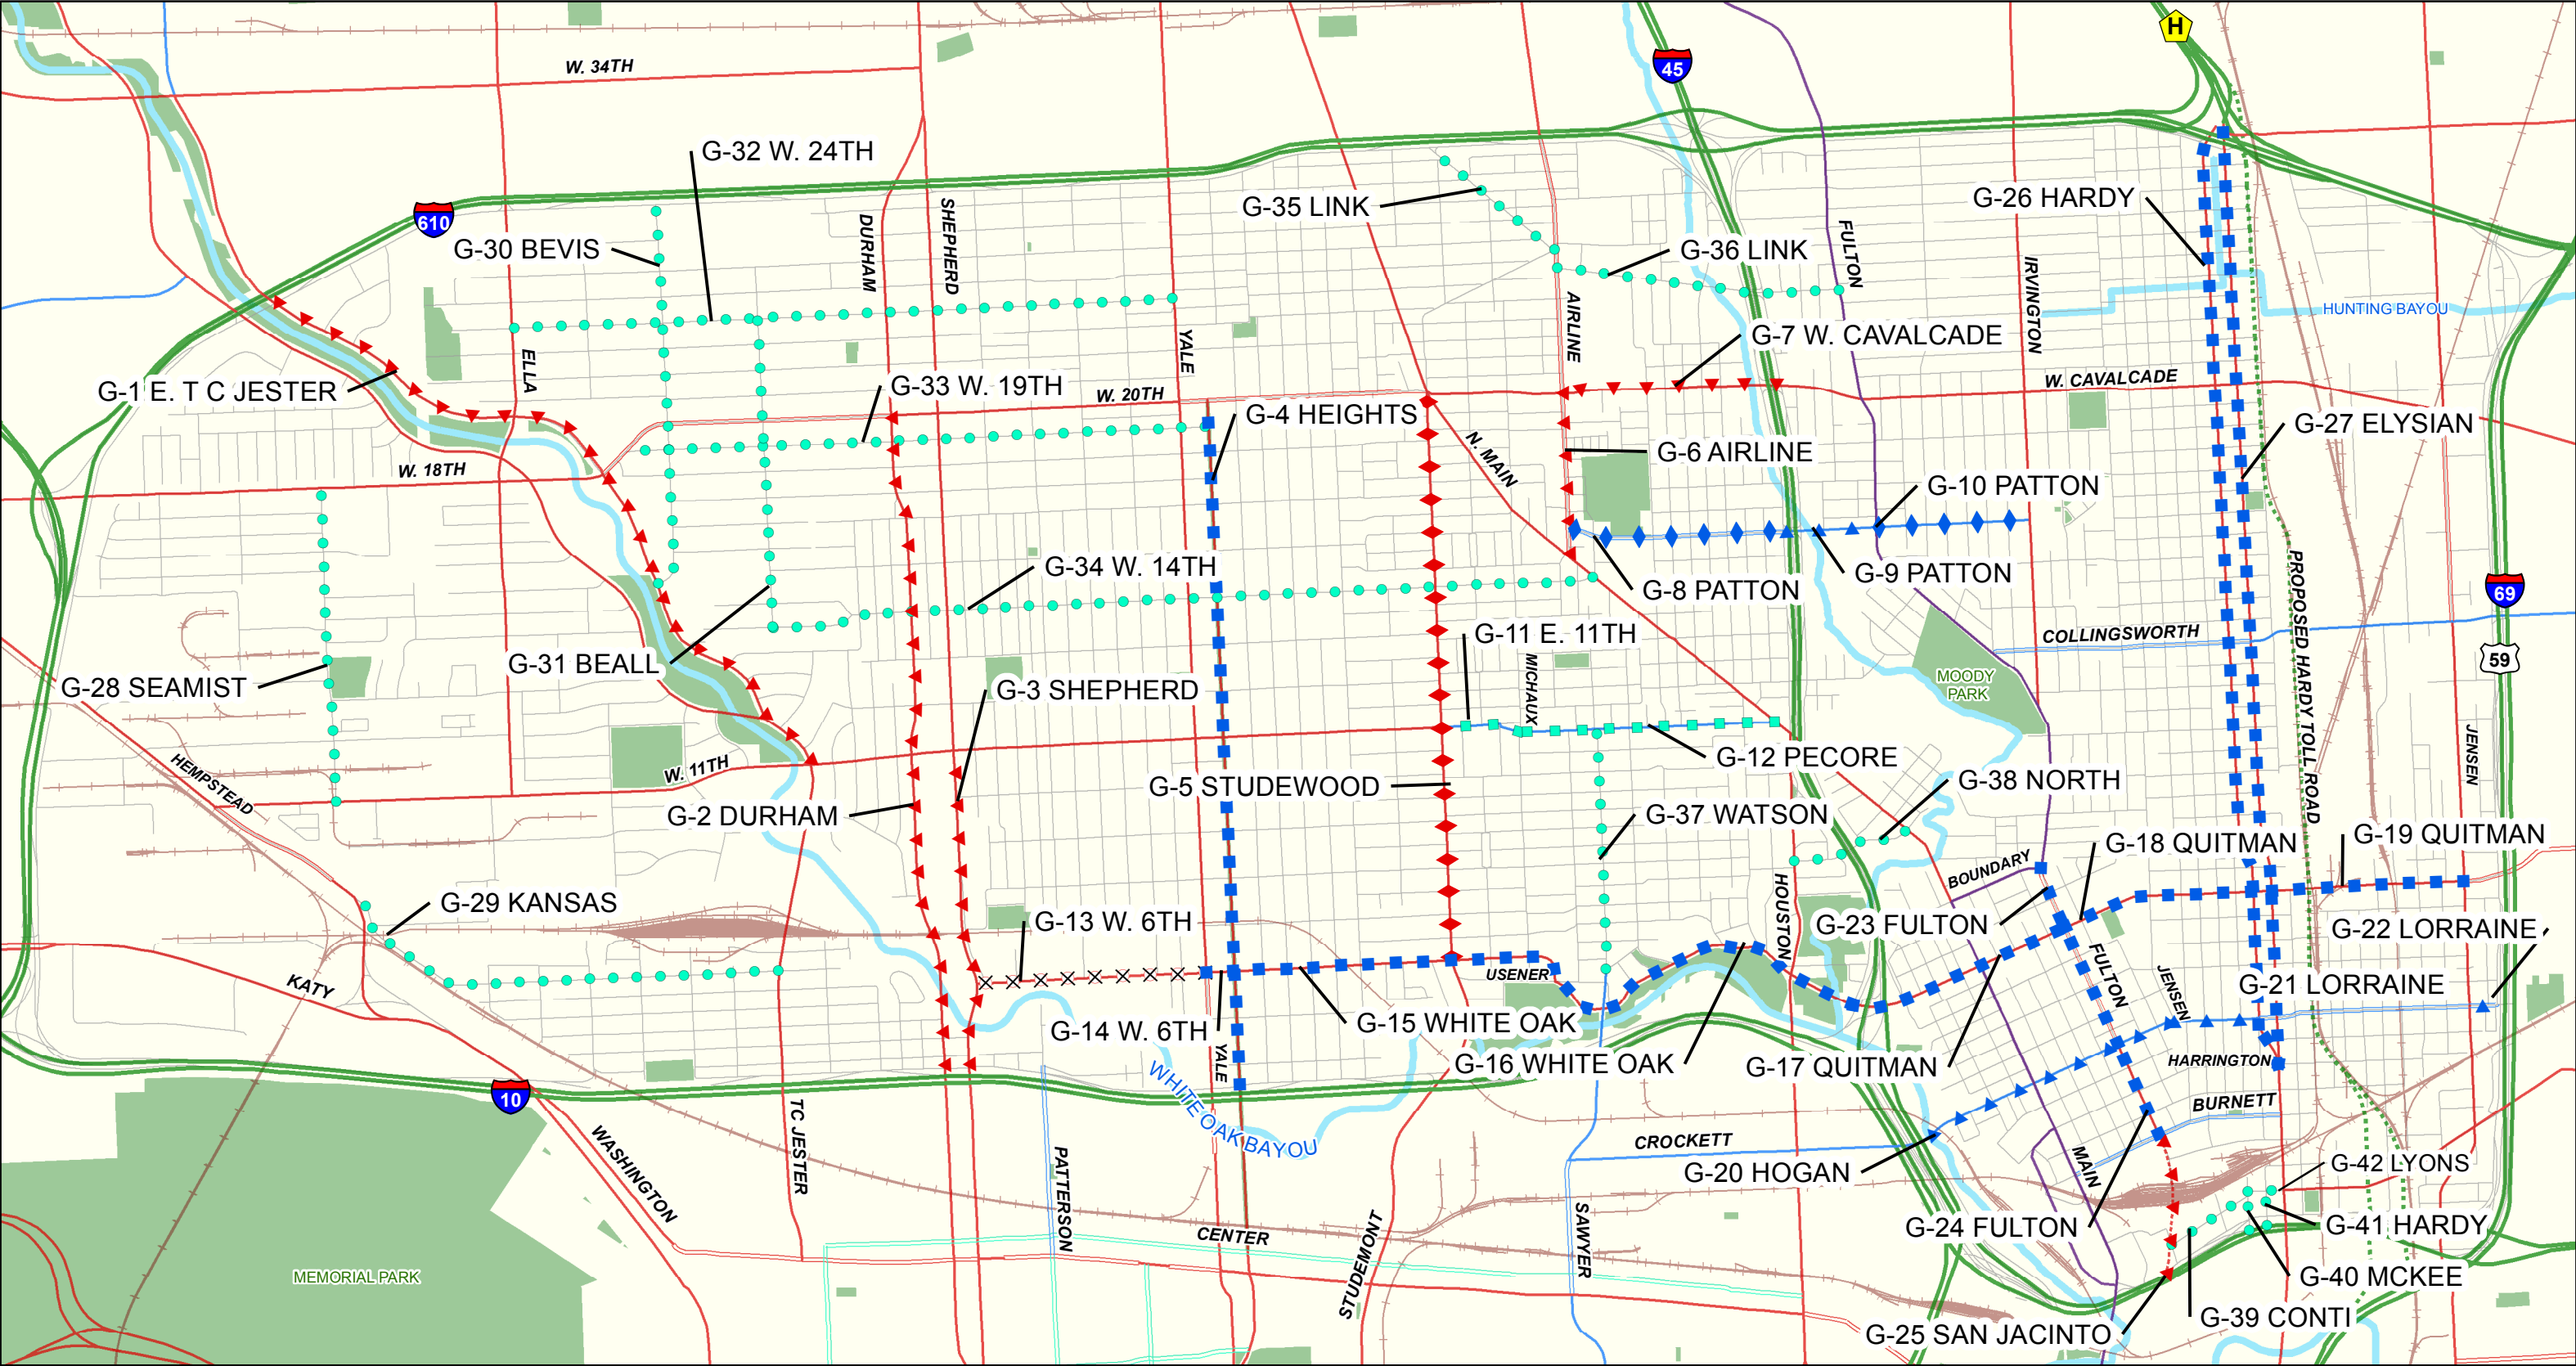 H
45
W. 34TH
G-32 W. 24TH
G-35 LINK
G-26 HARDY
610
DURHAM
SHEPHERD
G-30 BEVIS
G-36 LINK
FULTON
IRVINGTON
HUNTING BAYOU
AIRLINE
G-7 W. CAVALCADE
YALE
ELLA
G-1 E. T C JESTER
G-33 W. 19TH
W. CAVALCADE
W. 20TH
G-4 HEIGHTS
G-27 ELYSIAN
N. MAIN
G-6 AIRLINE
W. 18TH
G-10 PATTON
G-34 W. 14TH
G-9 PATTON
G-8 PATTON
69
PROPOSED HARDY TOLL ROAD
G-11 E. 11TH
COLLINGSWORTH
59
G-31 BEALL
MICHAUX
MOODY
PARK
G-28 SEAMIST
G-3 SHEPHERD
JENSEN
G-12 PECORE
W. 11TH
HEMPSTEAD
G-5 STUDEWOOD
G-38 NORTH
G-2 DURHAM
G-37 WATSON
G-19 QUITMAN
G-18 QUITMAN
BOUNDARY
G-29 KANSAS
HOUSTON
G-13 W. 6TH
G-23 FULTON
G-22 LORRAINE
FULTON
JENSEN
USENER
KATY
G-21 LORRAINE
G-14 W. 6TH
G-15 WHITE OAK
YALE
G-16 WHITE OAK
G-17 QUITMAN
HARRINGTON
10
WHITE OAK BAYOU
BURNETT
TC JESTER
WASHINGTON
CROCKETT
PATTERSON
MAIN
G-20 HOGAN
G-42 LYONS
CENTER
STUDEMONT
SAWYER
G-24 FULTON
G-41 HARDY
MEMORIAL PARK
G-40 MCKEE
G-39 CONTI
G-25 SAN JACINTO